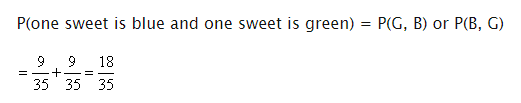 P(one sweet is blue and one sweet is green) = P(G, B) or P(B, G)
= 9/35 + 9/35 = 18/35